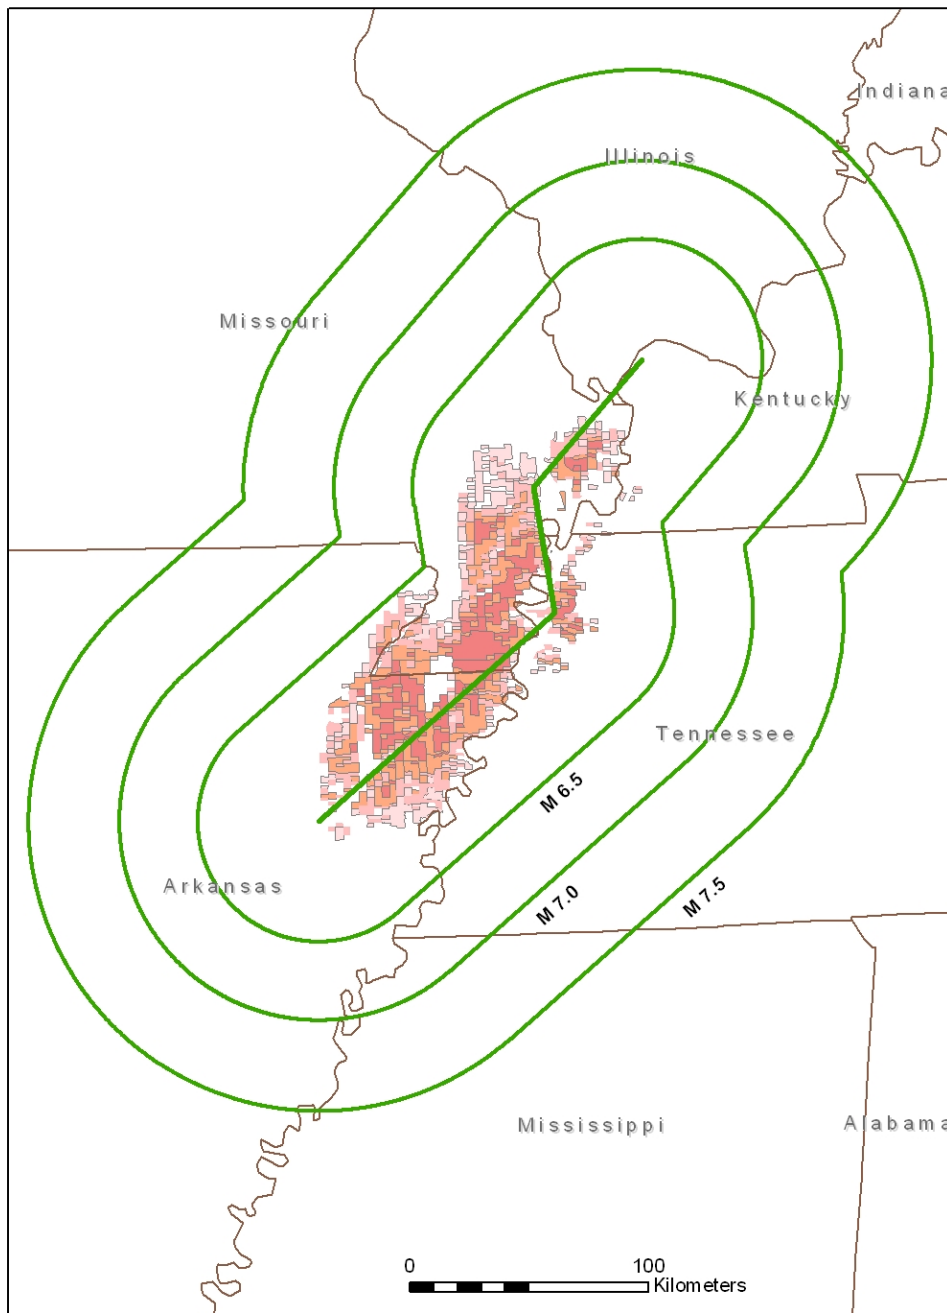 Indiana
Illinois
Missouri
Kentucky
Tennessee
M 6.5
Arkansas
M 7.0
M 7.5
Mississippi
Alabama
0
100
Kilometers